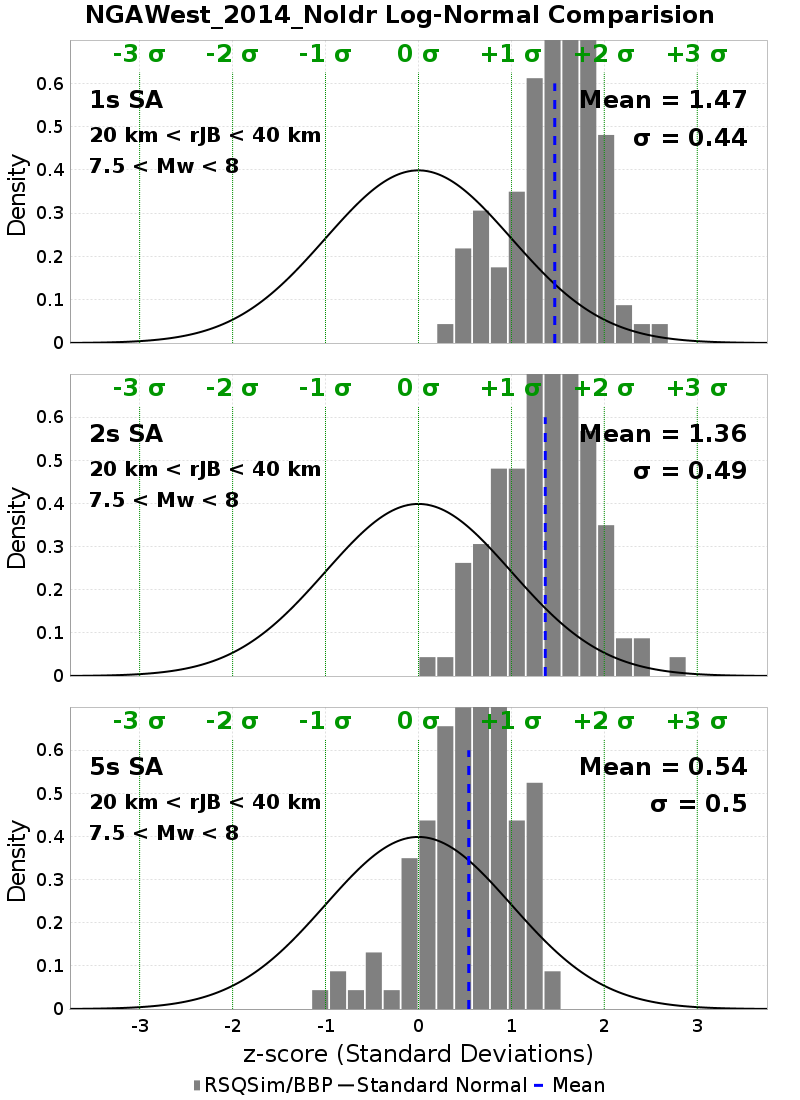 NGAWest_2014_NoIdr Log-Normal Comparision
-3 σ -2 σ -1 σ 0 σ +1 σ +2 σ +3 σ
0.6
0.5
0.4
0.3
0.2
0.1
0
Density
1s SA
20 km < rJB < 40 km
7.5 < Mw < 8
Mean = 1.47
σ = 0.44
-3 σ -2 σ -1 σ 0 σ +1 σ +2 σ +3 σ
0.6
0.5
0.4
0.3
0.2
0.1
0
Density
2s SA
20 km < rJB < 40 km
7.5 < Mw < 8
Mean = 1.36
σ = 0.49
-3 σ -2 σ -1 σ 0 σ +1 σ +2 σ +3 σ
0.6
0.5
0.4
0.3
0.2
0.1
0
Density
5s SA
20 km < rJB < 40 km
7.5 < Mw < 8
Mean = 0.54
σ = 0.5
-3 -2 -1 0 1 2 3
z-score (Standard Deviations)
RSQSim/BBP Standard Normal Mean